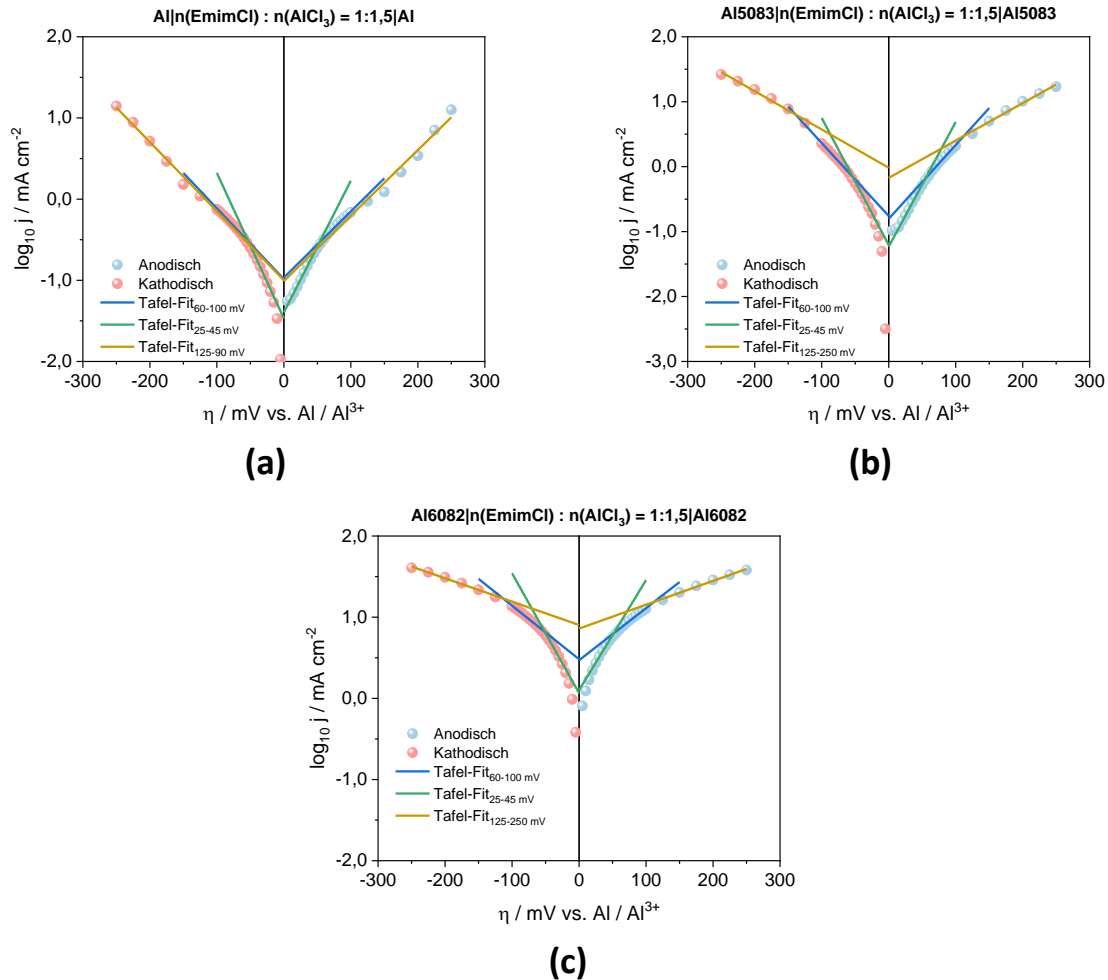 Al|n(EmimCl) : n(AlCl₃) = 1:1,5|Al
2,0
1,0
0,0
-1,0
-2,0
log₁₀ j / mA cm⁻²
Anodisch
Kathodisch
Tafel-Fit₆₀₋₁₀₀ ₘV
Tafel-Fit₂₅₋₄₅ ₘV
Tafel-Fit₁₂₅₋₉₀ ₘV
-300 -200 -100 0 100 200 300
η / mV vs. Al / Al³⁺
(a)
Al5083|n(EmimCl) : n(AlCl₃) = 1:1,5|Al5083
2,0
1,0
0,0
-1,0
-2,0
-3,0
log₁₀ j / mA cm⁻²
Anodisch
Kathodisch
Tafel-Fit₆₀₋₁₀₀ ₘV
Tafel-Fit₂₅₋₄₅ ₘV
Tafel-Fit₁₂₅₋₂₅₀ ₘV
-300 -200 -100 0 100 200 300
η / mV vs. Al / Al³⁺
(b)
Al6082|n(EmimCl) : n(AlCl₃) = 1:1,5|Al6082
2,0
1,0
0,0
-1,0
-2,0
log₁₀ j / mA cm⁻²
Anodisch
Kathodisch
Tafel-Fit₆₀₋₁₀₀ ₘV
Tafel-Fit₂₅₋₄₅ ₘV
Tafel-Fit₁₂₅₋₂₅₀ ₘV
-300 -200 -100 0 100 200 300
η / mV vs. Al / Al³⁺
(c)